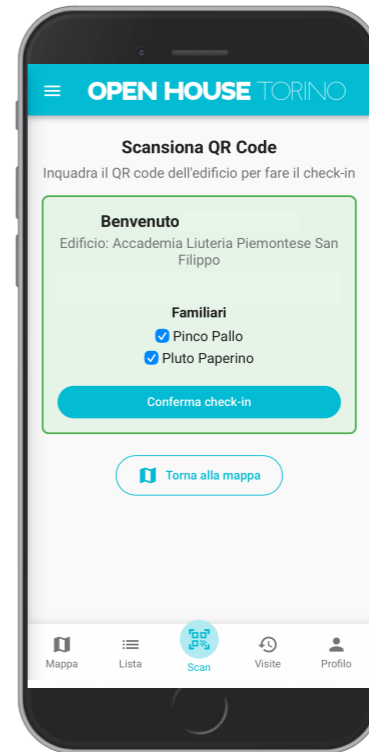 OPEN HOUSE TORINO
Scansiona QR Code
Inquadra il QR code dell'edificio per fare il check-in
Benvenuto
Edificio: Accademia Liuteria Piemontese San
Filippo
Familiari
Pinco Pallo
Pluto Paperino
Conferma check-in
Torna alla mappa
Mappa Lista Scan Visite Profilo